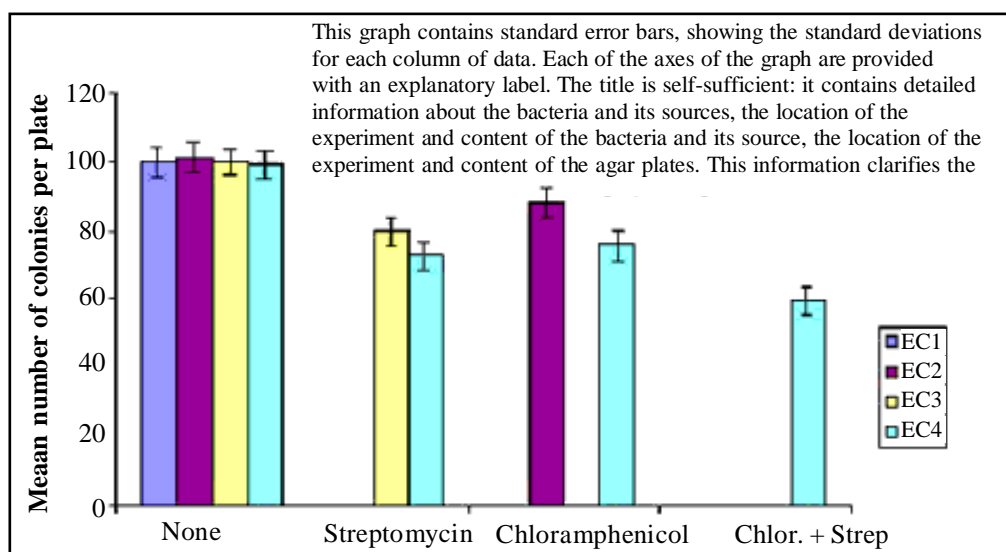 This graph contains standard error bars, showing the standard deviations
for each column of data. Each of the axes of the graph are provided
with an explanatory label. The title is self-sufficient: it contains detailed
information about the bacteria and its sources, the location of the
experiment and content of the bacteria and its source, the location of the
experiment and content of the agar plates. This information clarifies the
Meaan number of colonies per plate
120
100
80
60
40
20
0
None
Streptomycin
Chloramphenicol
Chlor. + Strep
EC1
EC2
EC3
EC4